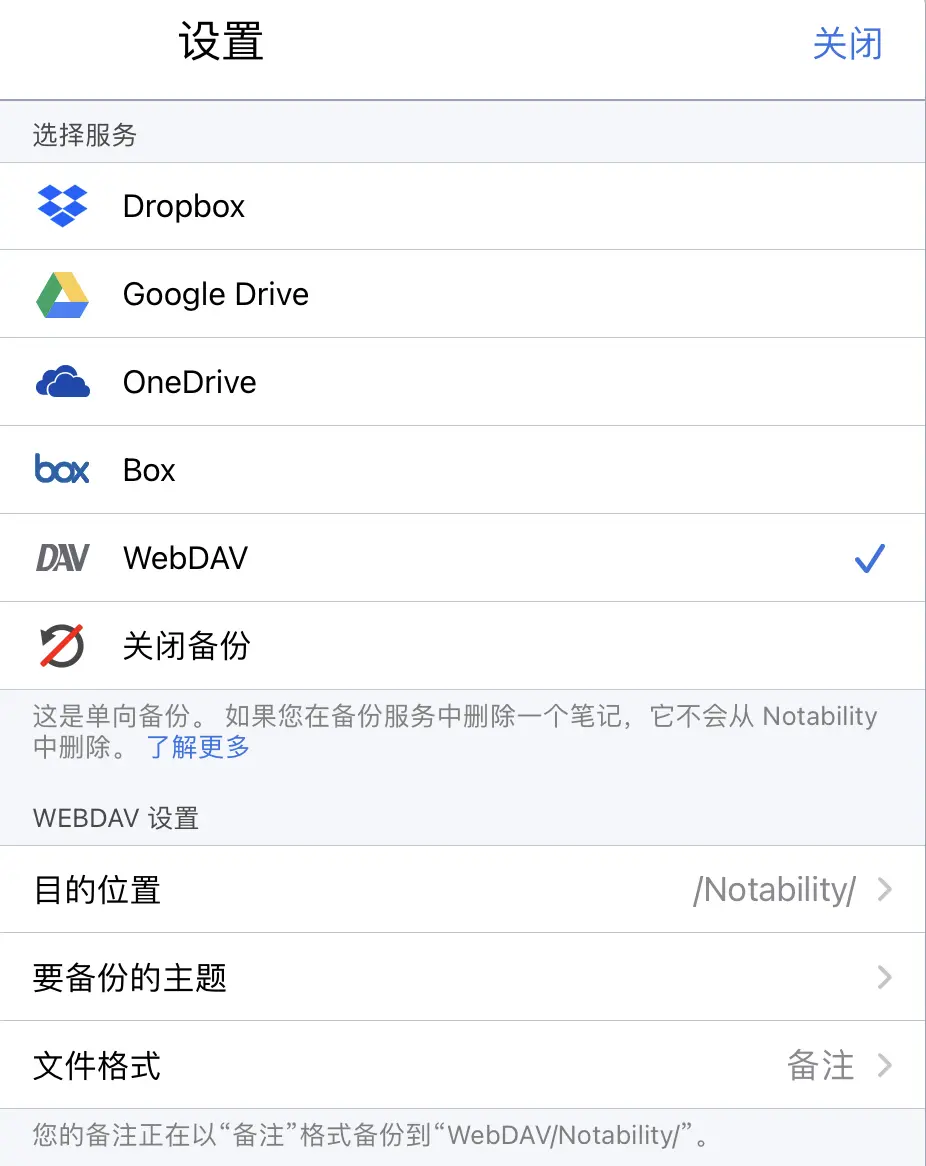 设置
关闭
选择服务
Dropbox
Google Drive
OneDrive
box Box
DAV WebDAV
关闭备份
这是单向备份。 如果您在备份服务中删除一个笔记，它不会从 Notability
中删除。 了解更多
WEBDAV 设置
目的位置 /Notability/
要备份的主题
文件格式 备注
您的备注正在以“备注”格式备份到“WebDAV/Notability/”。